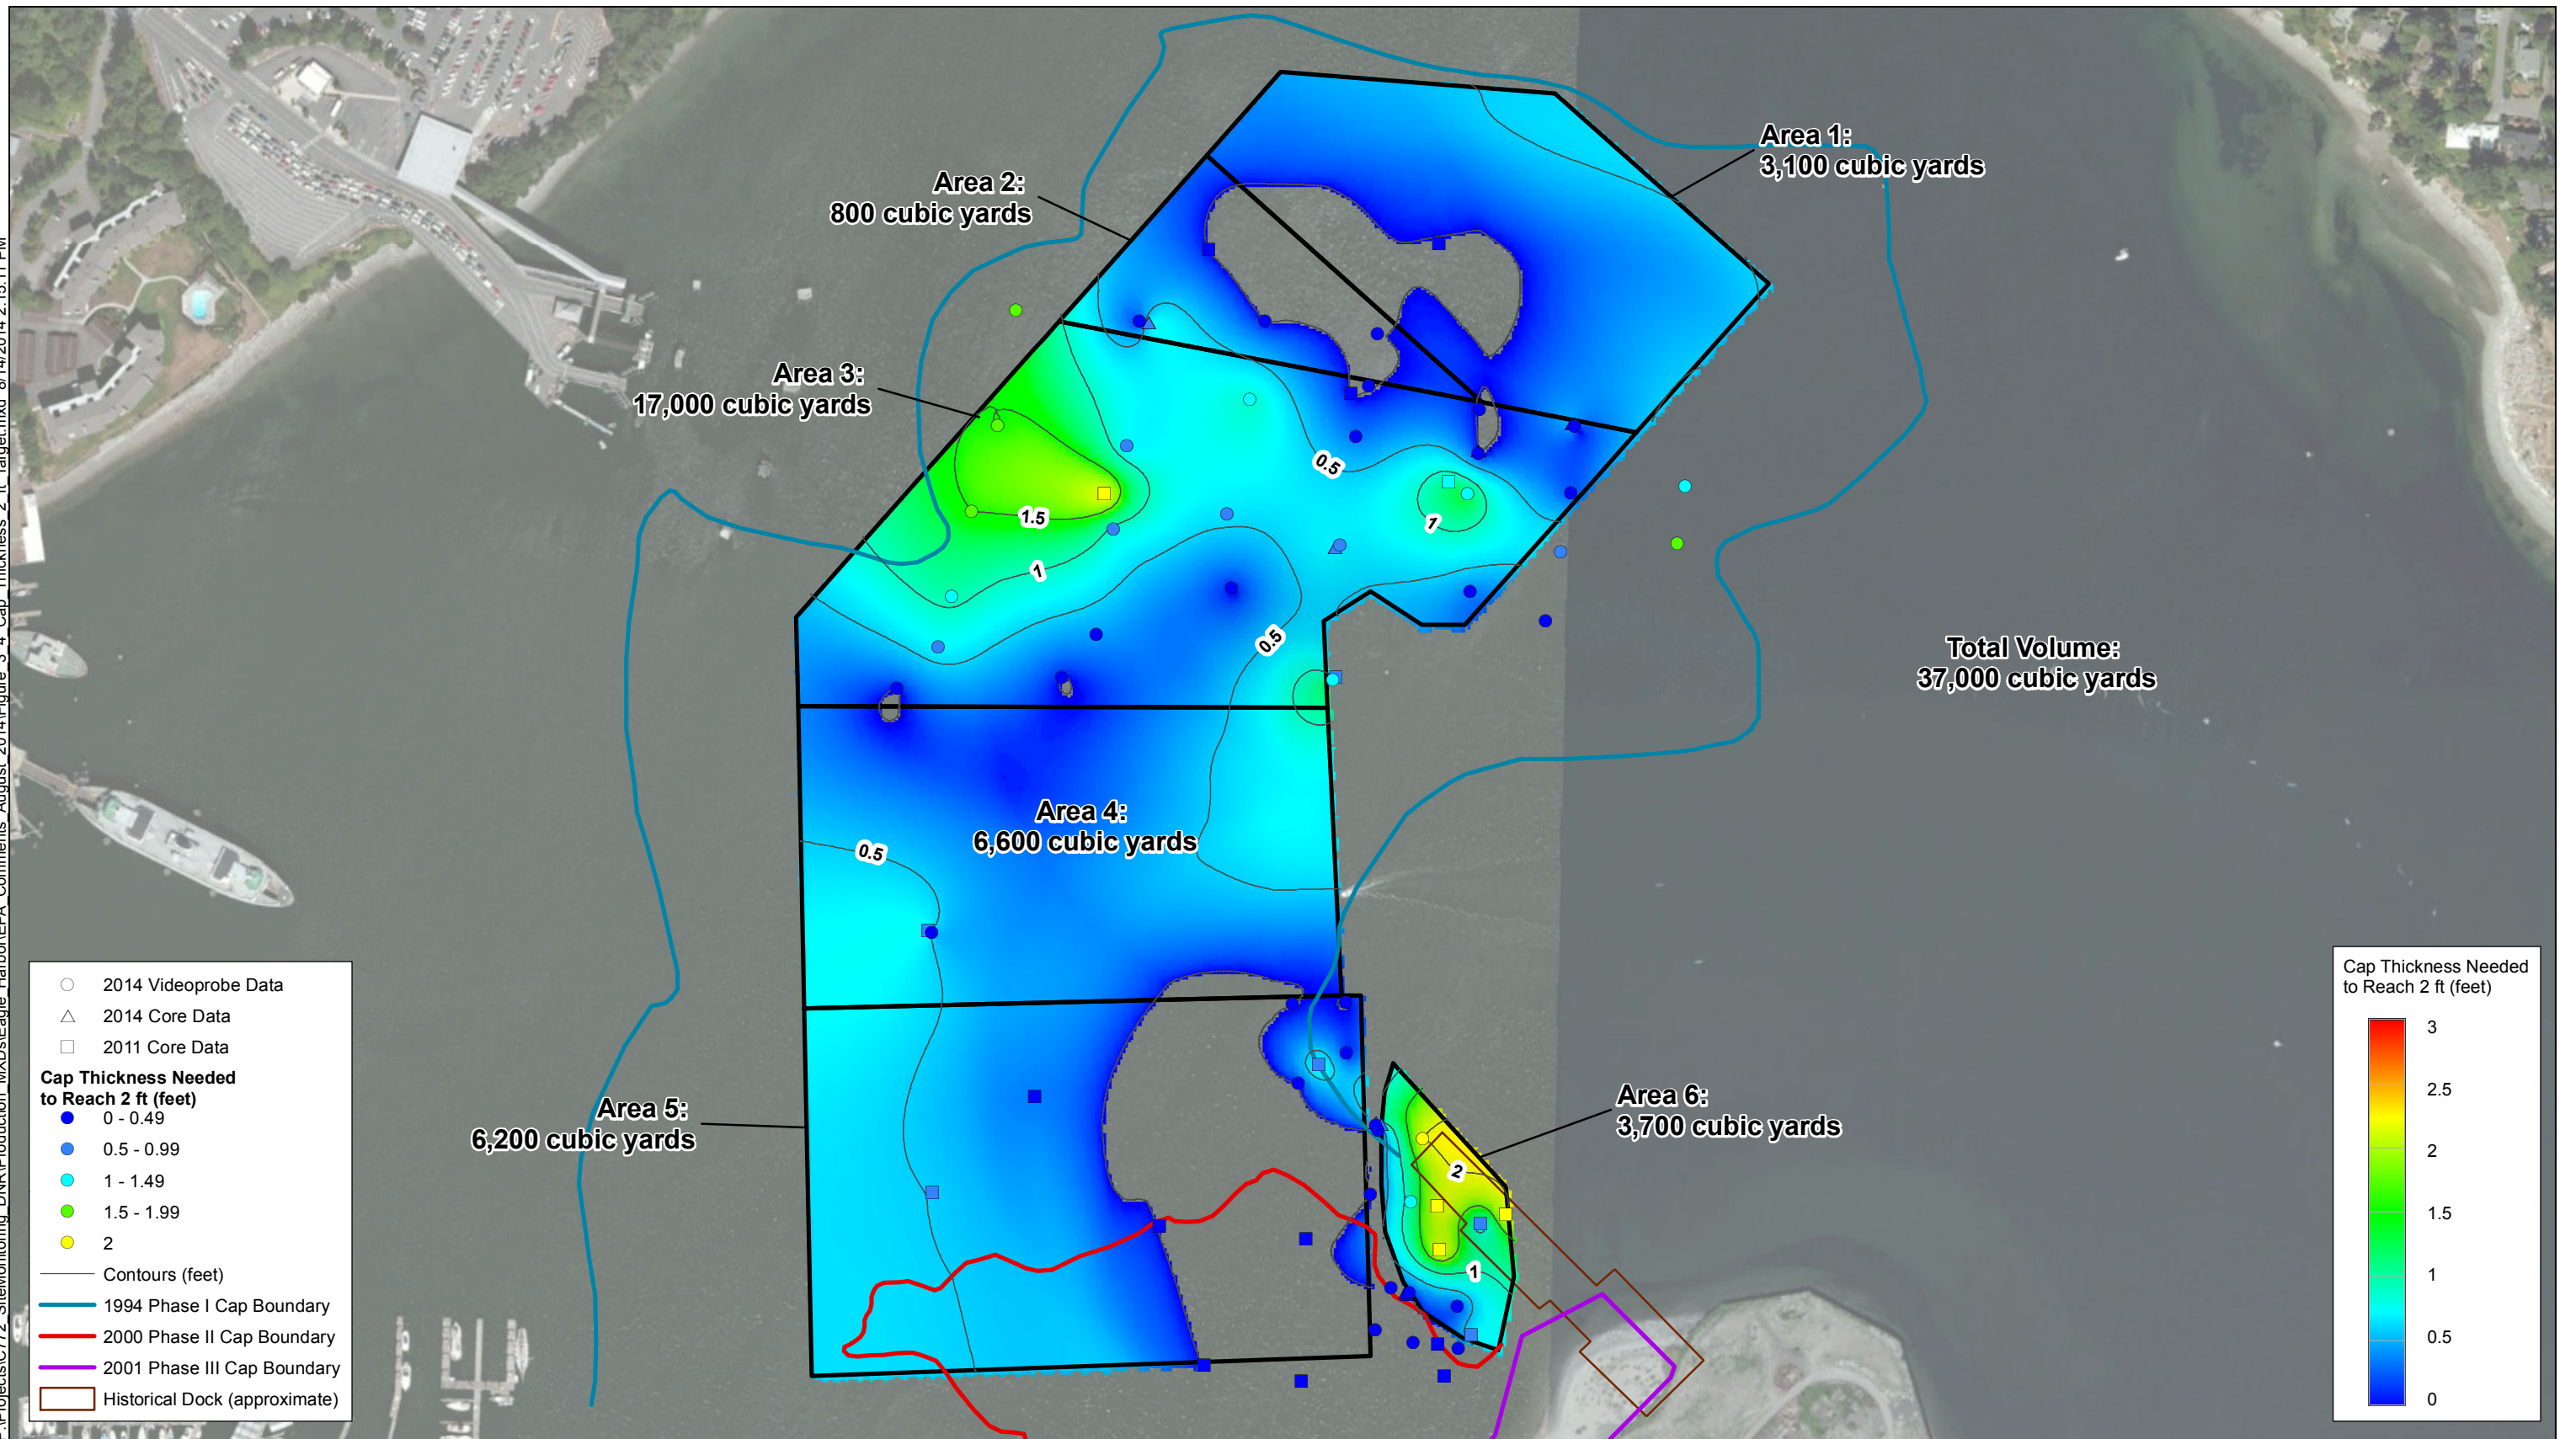 Area 1:
3,100 cubic yards
Area 2:
800 cubic yards
Area 3:
17,000 cubic yards
0.5
1.5
1
1
0.5
Total Volume:
37,000 cubic yards
Area 4:
6,600 cubic yards
0.5
Area 5:
6,200 cubic yards
Area 6:
3,700 cubic yards
2
1
2014 Videoprobe Data
2014 Core Data
2011 Core Data
Cap Thickness Needed
to Reach 2 ft (feet)
0 - 0.49
0.5 - 0.99
1 - 1.49
1.5 - 1.99
2
Contours (feet)
1994 Phase I Cap Boundary
2000 Phase II Cap Boundary
2001 Phase III Cap Boundary
Historical Dock (approximate)
Cap Thickness Needed
to Reach 2 ft (feet)
3
2.5
2
1.5
1
0.5
0